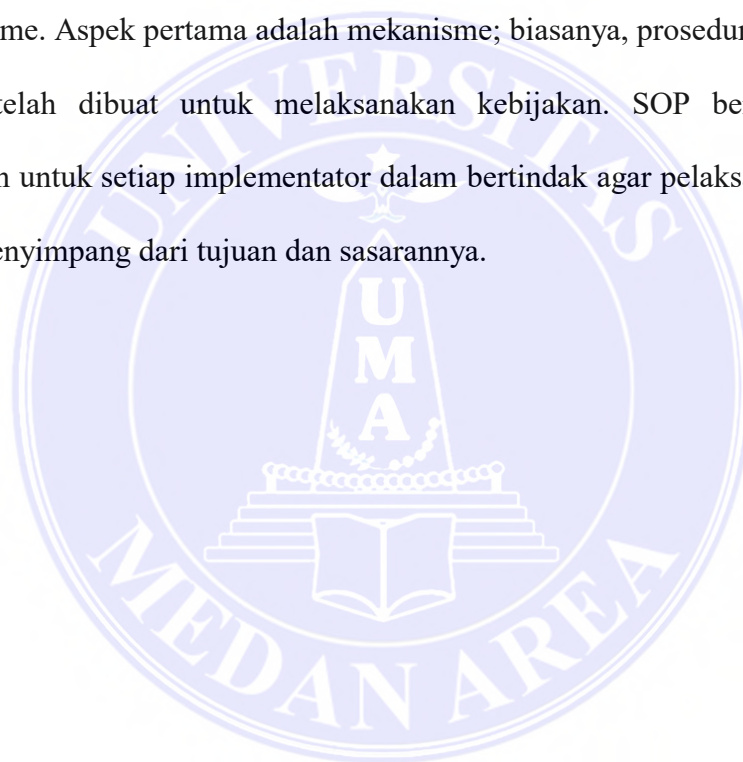 me. Aspek pertama adalah mekanisme; biasanya, prosedur
telah dibuat untuk melaksanakan kebijakan. SOP be
untuk setiap implementator dalam bertindak agar pelaks
enyimpang dari tujuan dan sasarannya.
UNIVERSITAS
U
M
A
MEDAN AREA